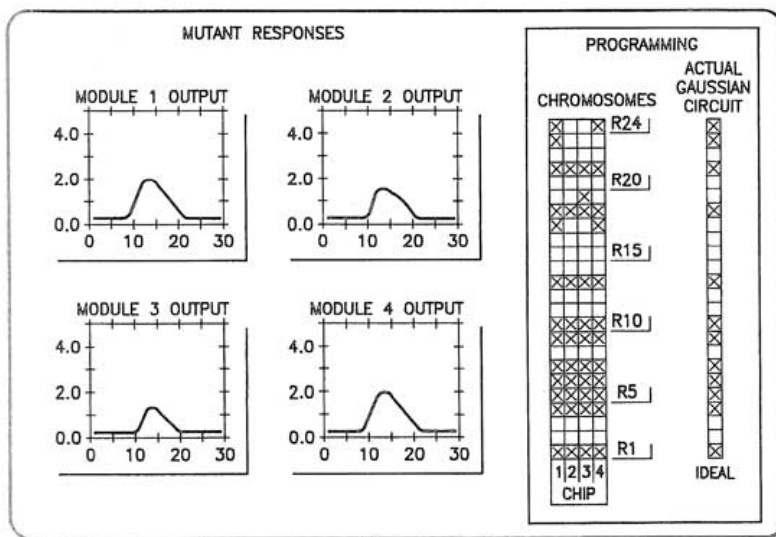 MUTANT RESPONSES
MODULE 1 OUTPUT
4.0
2.0
0.0
0 10 20 30
MODULE 2 OUTPUT
4.0
2.0
0.0
0 10 20 30
MODULE 3 OUTPUT
4.0
2.0
0.0
0 10 20 30
MODULE 4 OUTPUT
4.0
2.0
0.0
0 10 20 30
PROGRAMMING
CHROMOSOMES
R24
R20
R15
R10
R5
R1
1 2 3 4
CHIP
ACTUAL
GAUSSIAN
CIRCUIT
IDEAL